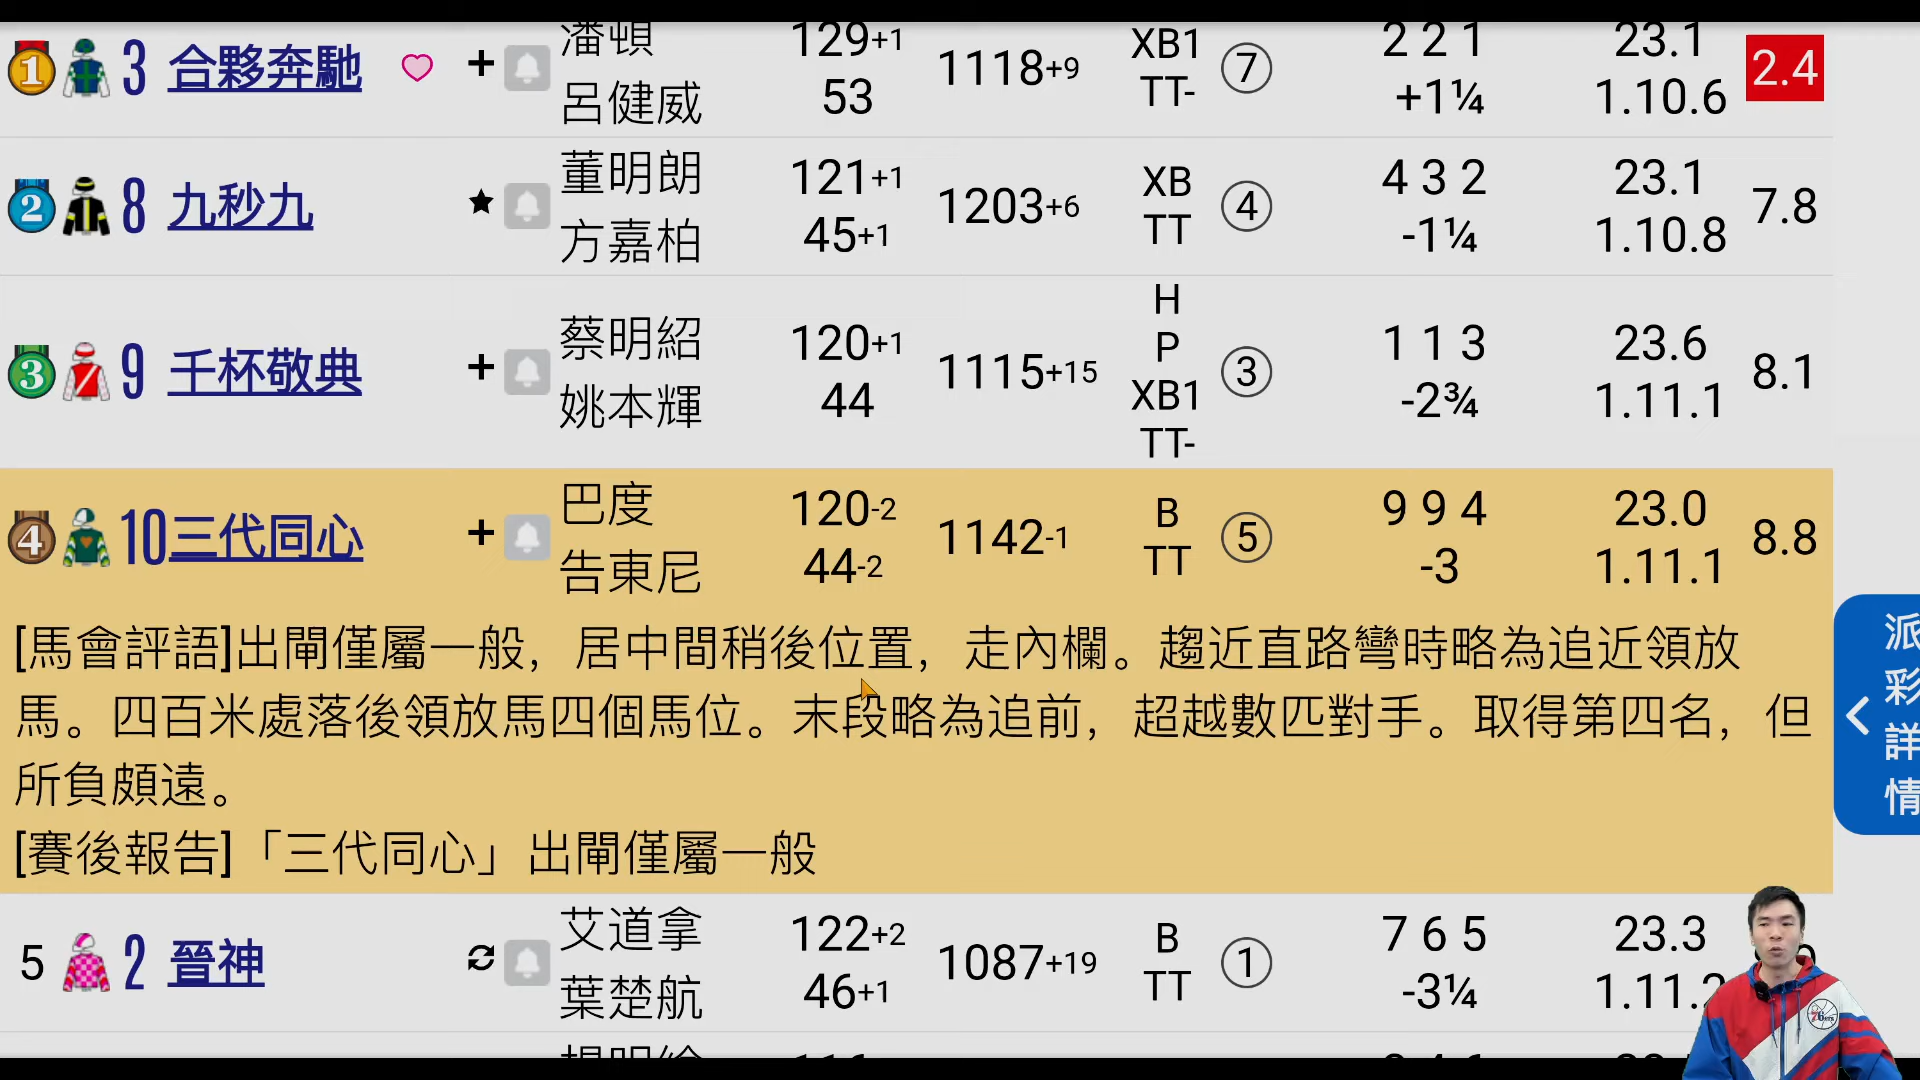 1 3 合夥奔馳 + 潘頓 129+1 1118+9 XB1 7 2 2 1 23.1 2.4
呂健威 53 TT- +1¼ 1.10.6
2 8 九秒九 ★ 董明朗 121+1 1203+6 XB 4 4 3 2 23.1 7.8
方嘉柏 45+1 TT -1¼ 1.10.8
3 9 千杯敬典 + 蔡明紹 120+1 1115+15 H 3 1 1 3 23.6 8.1
姚本輝 44 P -2¾ 1.11.1
XB1
TT-
4 10 三代同心 + 巴度 120-2 1142-1 B 5 9 9 4 23.0 8.8
告東尼 44-2 TT -3 1.11.1
[馬會評語]出閘僅屬一般，居中間稍後位置，走內欄。趨近直路彎時略為追近領放
馬。四百米處落後領放馬四個馬位。末段略為追前，超越數匹對手。取得第四名，但
所負頗遠。
[賽後報告]「三代同心」出閘僅屬一般
派
彩
詳
情
5 2 晉神 艾道拿 122+2 1087+19 B 1 7 6 5 23.3
葉楚航 46+1 TT -3¼ 1.11.2
76ers